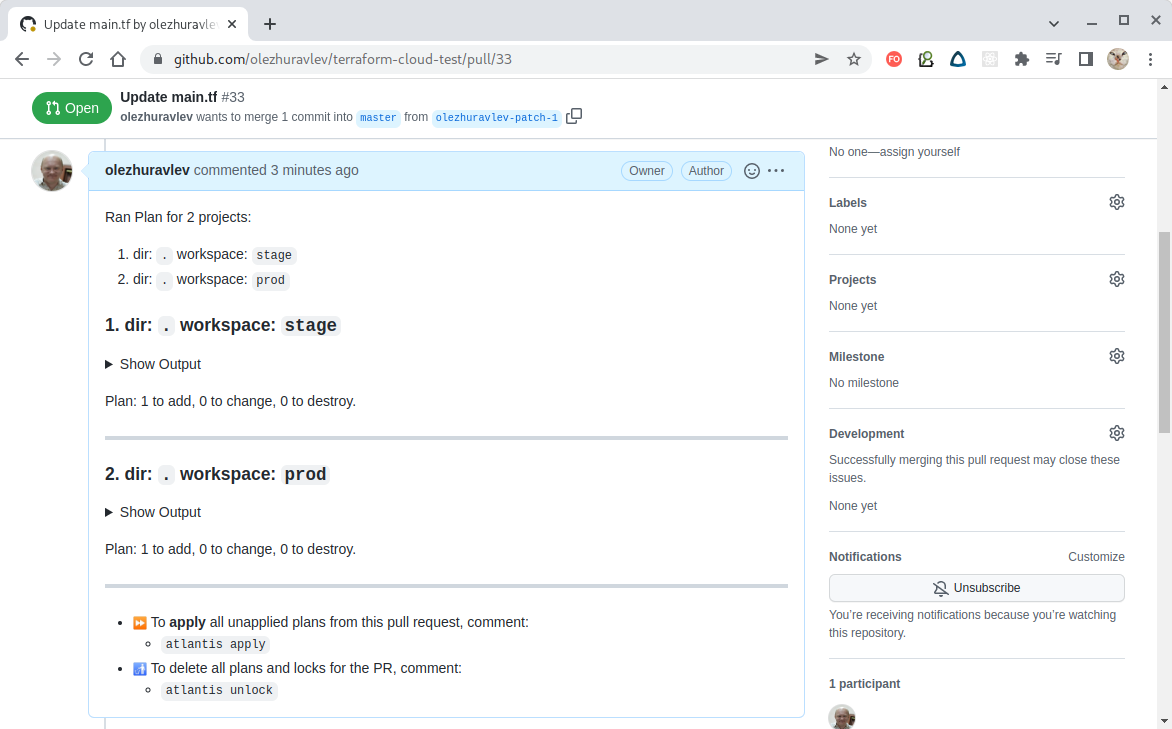 Update main.tf by olezhuravle
github.com/olezhuravlev/terraform-cloud-test/pull/33
FO
Open
Update main.tf #33
olezhuravlev wants to merge 1 commit into master from olezhuravlev-patch-1
olezhuravlev commented 3 minutes ago
Owner
Author
Ran Plan for 2 projects:
1. dir: . workspace: stage
2. dir: . workspace: prod
1. dir: . workspace: stage
Show Output
Plan: 1 to add, 0 to change, 0 to destroy.
2. dir: . workspace: prod
Show Output
Plan: 1 to add, 0 to change, 0 to destroy.
To apply all unapplied plans from this pull request, comment:
atlantis apply
To delete all plans and locks for the PR, comment:
atlantis unlock
No one—assign yourself
Labels
None yet
Projects
None yet
Milestone
No milestone
Development
Successfully merging this pull request may close these
issues.
None yet
Notifications
Customize
Unsubscribe
You’re receiving notifications because you’re watching
this repository.
1 participant